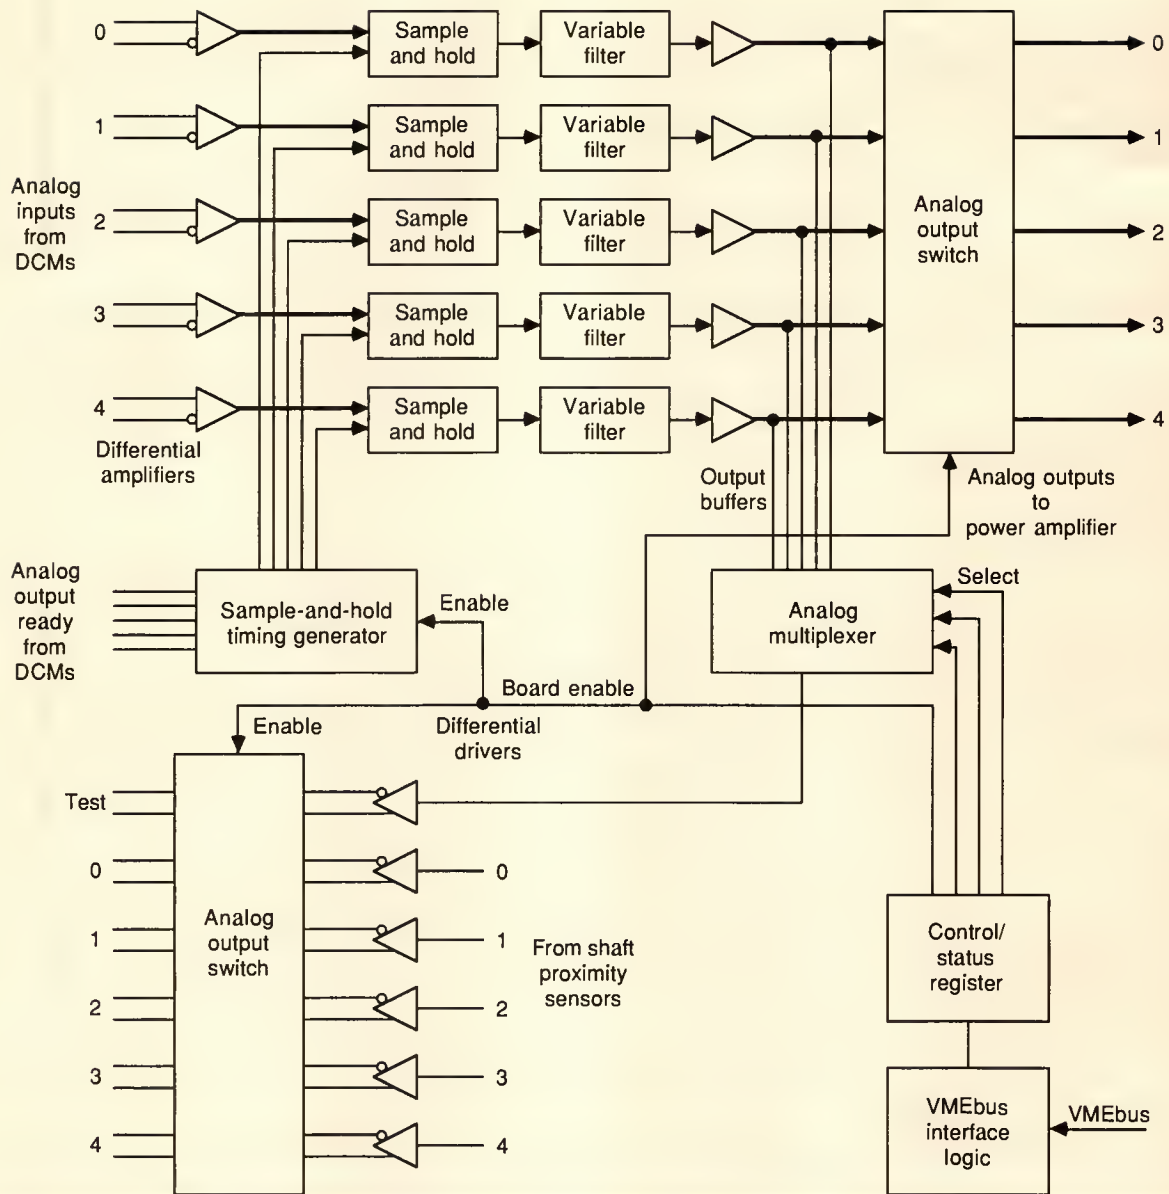 0
Sample
and hold
Variable
filter
0
1
Sample
and hold
Variable
filter
1
Analog
inputs
from
DCMs
2
Sample
and hold
Variable
filter
Analog
output
switch
2
3
Sample
and hold
Variable
filter
3
4
Sample
and hold
Variable
filter
4
Differential
amplifiers
Output
buffers
Analog outputs
to
power amplifier
Analog
output
ready
from
DCMs
Sample-and-hold
timing generator
Enable
Analog
multiplexer
Select
Board enable
Enable
Differential
drivers
Test
0
0
1
Analog
output
switch
1
From shaft
proximity
sensors
2
2
3
3
4
4
Control/
status
register
VMEbus
interface
logic
VMEbus